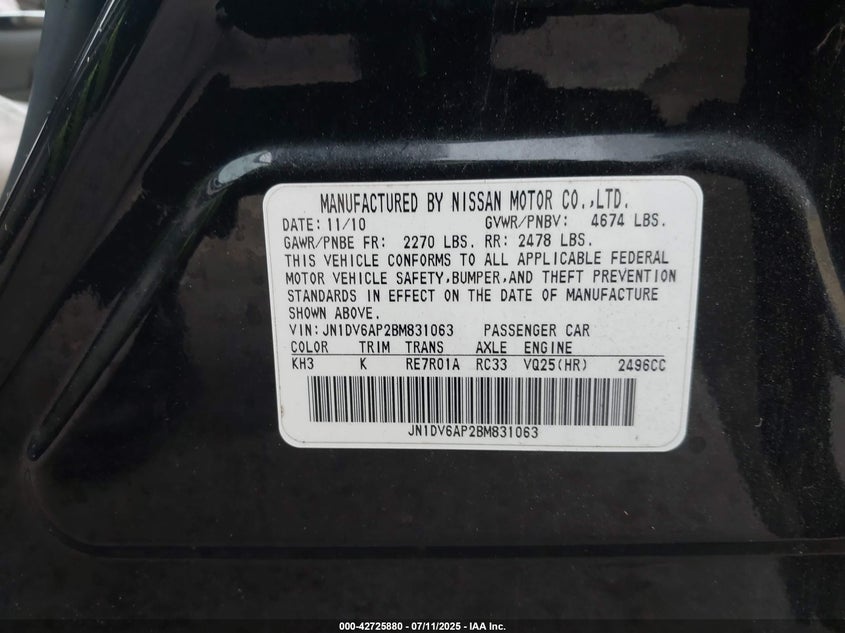 MANUFACTURED BY NISSAN MOTOR CO.,LTD.
DATE: 11/10 GVWR/PNBV: 4674 LBS.
GAWR/PNBE FR: 2270 LBS. RR: 2478 LBS.
THIS VEHICLE CONFORMS TO ALL APPLICABLE FEDERAL
MOTOR VEHICLE SAFETY,BUMPER,AND THEFT PREVENTION
STANDARDS IN EFFECT ON THE DATE OF MANUFACTURE
SHOWN ABOVE.
VIN: JN1DV6AP2BM831063 PASSENGER CAR
COLOR TRIM TRANS AXLE ENGINE
KH3 K RE7R01A RC33 VQ25(HR) 2496CC
JN1DV6AP2BM831063
000-42725880 - 07/11/2025 - IAA Inc.